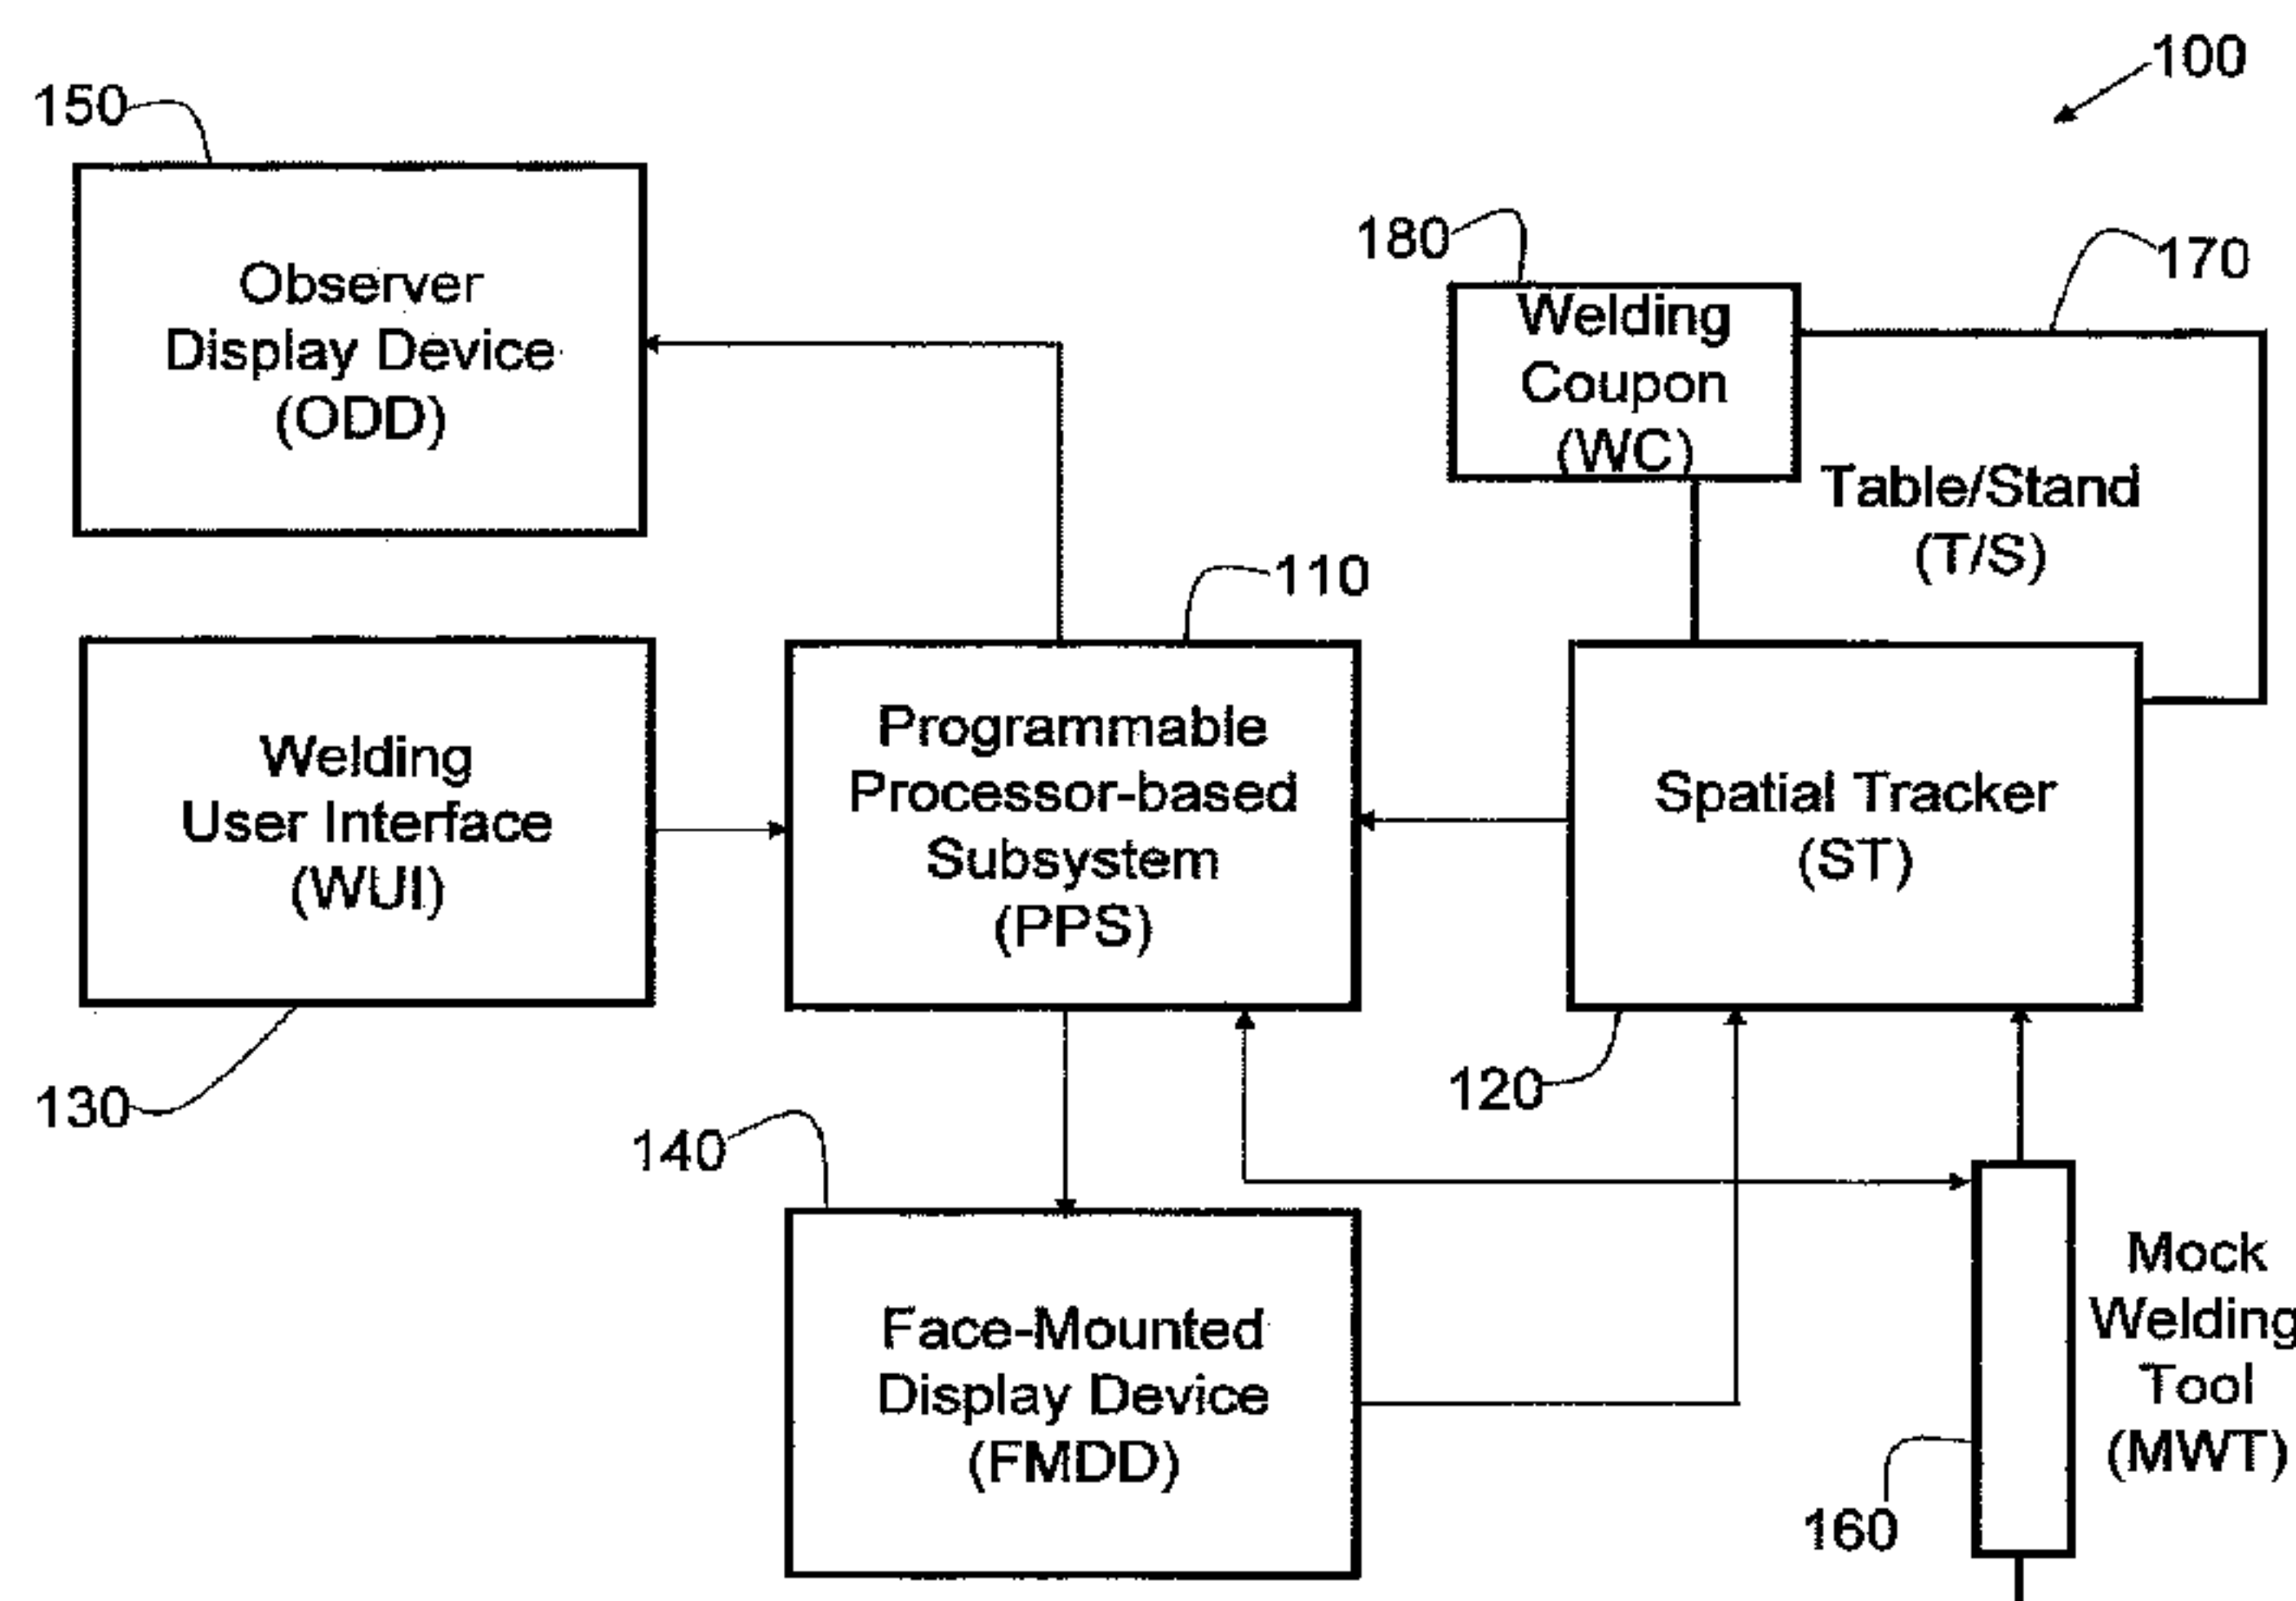 100
150
Observer
Display Device
(ODD)
180
Welding
Coupon
(WC)
170
Table/Stand
(T/S)
110
Welding
User Interface
(WUI)
130
Programmable
Processor-based
Subsystem
(PPS)
Spatial Tracker
(ST)
120
140
Face-Mounted
Display Device
(FMDD)
Mock
Welding
Tool
(MWT)
160